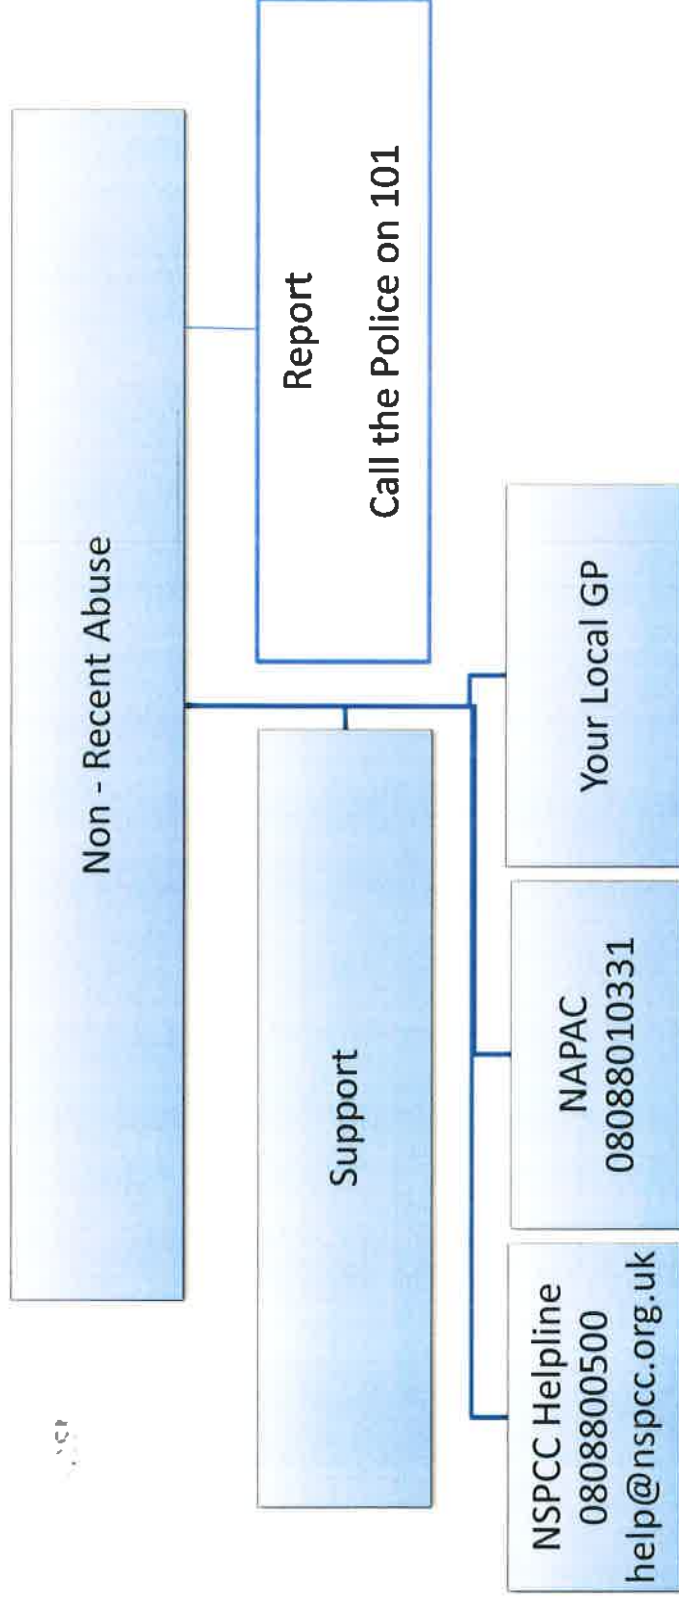 Non - Recent Abuse
Support
Report
Call the Police on 101
NSPCC Helpline
0808800500
help@nspcc.org.uk
NAPAC
08088010331
Your Local GP